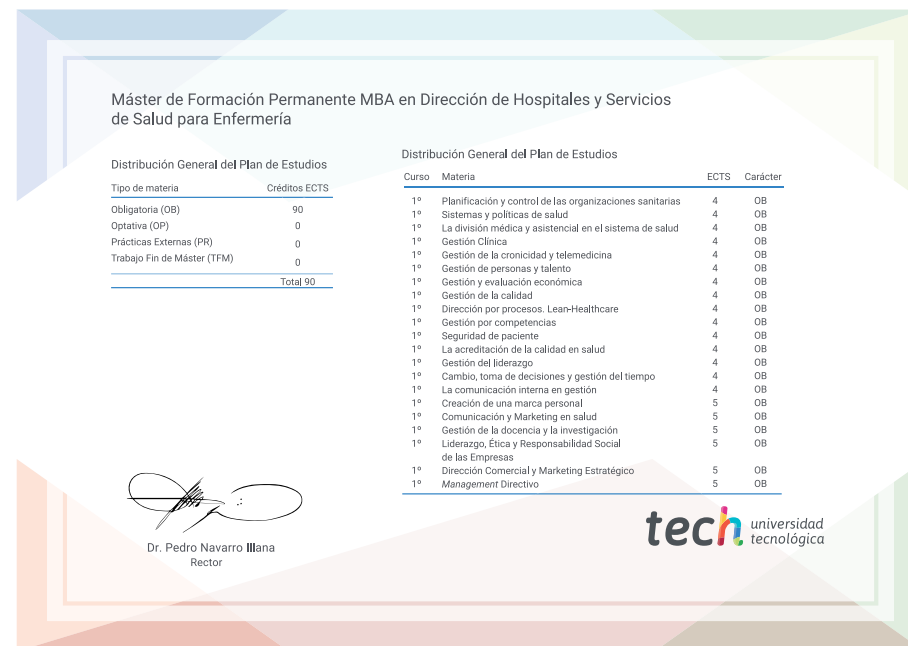 Máster de Formación Permanente MBA en Dirección de Hospitales y Servicios
de Salud para Enfermería
Distribución General del Plan de Estudios
Tipo de materia Créditos ECTS
Obligatoria (OB) 90
Optativa (OP) 0
Prácticas Externas (PR) 0
Trabajo Fin de Máster (TFM) 0
Total 90
Distribución General del Plan de Estudios
Curso Materia ECTS Carácter
1º Planificación y control de las organizaciones sanitarias 4 OB
1º Sistemas y políticas de salud 4 OB
1º La división médica y asistencial en el sistema de salud 4 OB
1º Gestión Clínica 4 OB
1º Gestión de la cronicidad y telemedicina 4 OB
1º Gestión de personas y talento 4 OB
1º Gestión y evaluación económica 4 OB
1º Gestión de la calidad 4 OB
1º Dirección por procesos. Lean-Healthcare 4 OB
1º Gestión por competencias 4 OB
1º Seguridad de paciente 4 OB
1º La acreditación de la calidad en salud 4 OB
1º Gestión del liderazgo 4 OB
1º Cambio, toma de decisiones y gestión del tiempo 4 OB
1º La comunicación interna en gestión 4 OB
1º Creación de una marca personal 5 OB
1º Comunicación y Marketing en salud 5 OB
1º Gestión de la docencia y la investigación 5 OB
1º Liderazgo, Ética y Responsabilidad Social 5 OB
de las Empresas
1º Dirección Comercial y Marketing Estratégico 5 OB
1º Management Directivo 5 OB
Dr. Pedro Navarro Illana
Rector
tech universidad
tecnológica